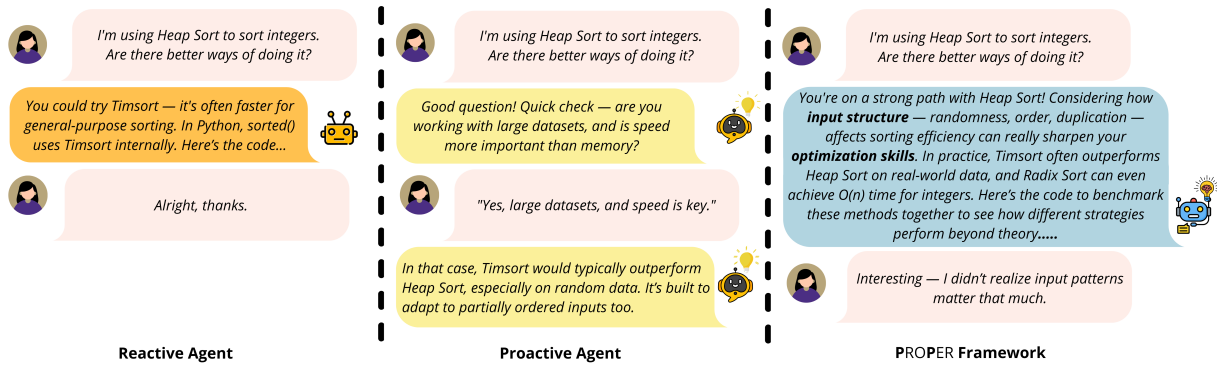 I'm using Heap Sort to sort integers.
Are there better ways of doing it?
You could try Timsort — it's often faster for
general-purpose sorting. In Python, sorted()
uses Timsort internally. Here's the code...
Alright, thanks.
Reactive Agent
I'm using Heap Sort to sort integers.
Are there better ways of doing it?
Good question! Quick check — are you
working with large datasets, and is speed
more important than memory?
"Yes, large datasets, and speed is key."
In that case, Timsort would typically outperform
Heap Sort, especially on random data. It's built to
adapt to partially ordered inputs too.
Proactive Agent
I'm using Heap Sort to sort integers.
Are there better ways of doing it?
You're on a strong path with Heap Sort! Considering how
input structure — randomness, order, duplication —
affects sorting efficiency can really sharpen your
optimization skills. In practice, Timsort often outperforms
Heap Sort on real-world data, and Radix Sort can even
achieve O(n) time for integers. Here's the code to benchmark
these methods together to see how different strategies
perform beyond theory.....
Interesting — I didn't realize input patterns
matter that much.
PROPER Framework